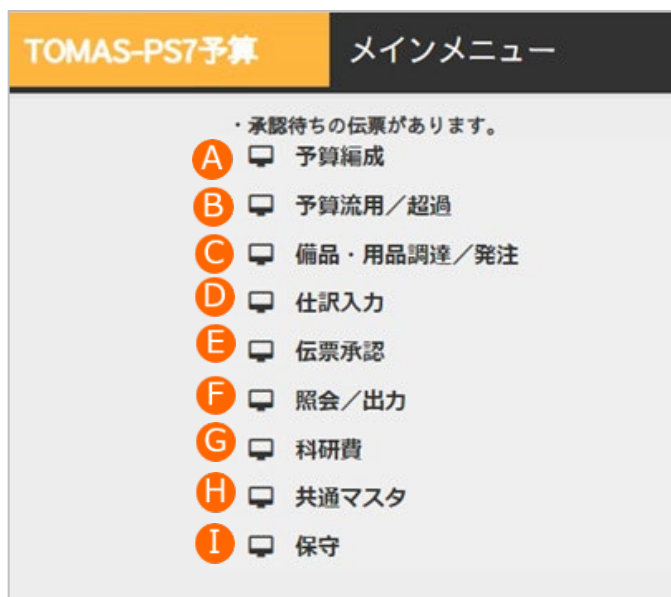 TOMAS-PS7予算 メインメニュー
・承認待ちの伝票があります。
A 予算編成
B 予算流用／超過
C 備品・用品調達／発注
D 仕訳入力
E 伝票承認
F 照会／出力
G 科研費
H 共通マスタ
I 保守